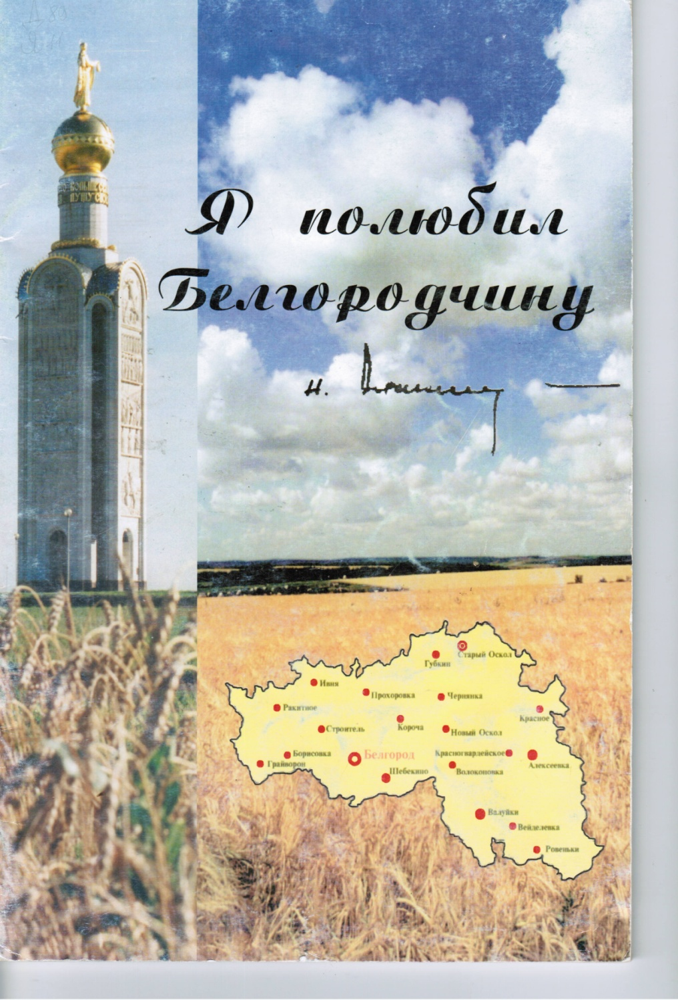 Я полюбил
Белгородчину
н.
Старый Оскол
Губкин
Ивня
Прохоровка
Чернянка
Ракитное
Красное
Строитель
Короча
Новый Оскол
Борисовка
Белгород
Красногвардейское
Грайворон
Алексеевка
Шебекино
Волоконовка
Валуйки
Вейделевка
Ровеньки